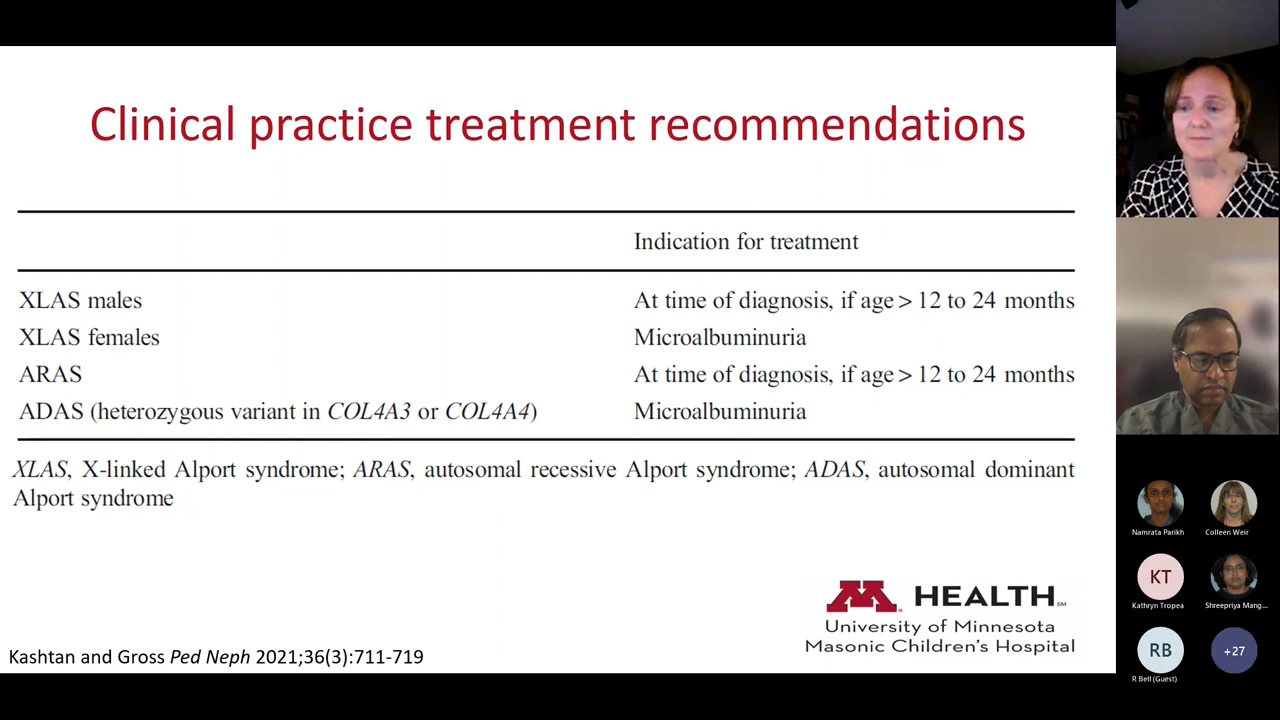 Clinical practice treatment recommendations
Indication for treatment
XLAS males At time of diagnosis, if age > 12 to 24 months
XLAS females Microalbuminuria
ARAS At time of diagnosis, if age > 12 to 24 months
ADAS (heterozygous variant in COL4A3 or COL4A4) Microalbuminuria
XLAS, X-linked Alport syndrome; ARAS, autosomal recessive Alport syndrome; ADAS, autosomal dominant
Alport syndrome
M HEALTH SM
University of Minnesota
Masonic Children's Hospital
Kashtan and Gross Ped Neph 2021;36(3):711-719
Namrata Parikh Colleen Weir
KT
Kathryn Tropea Shreepriya Mang...
RB +27
R Bell (Guest)